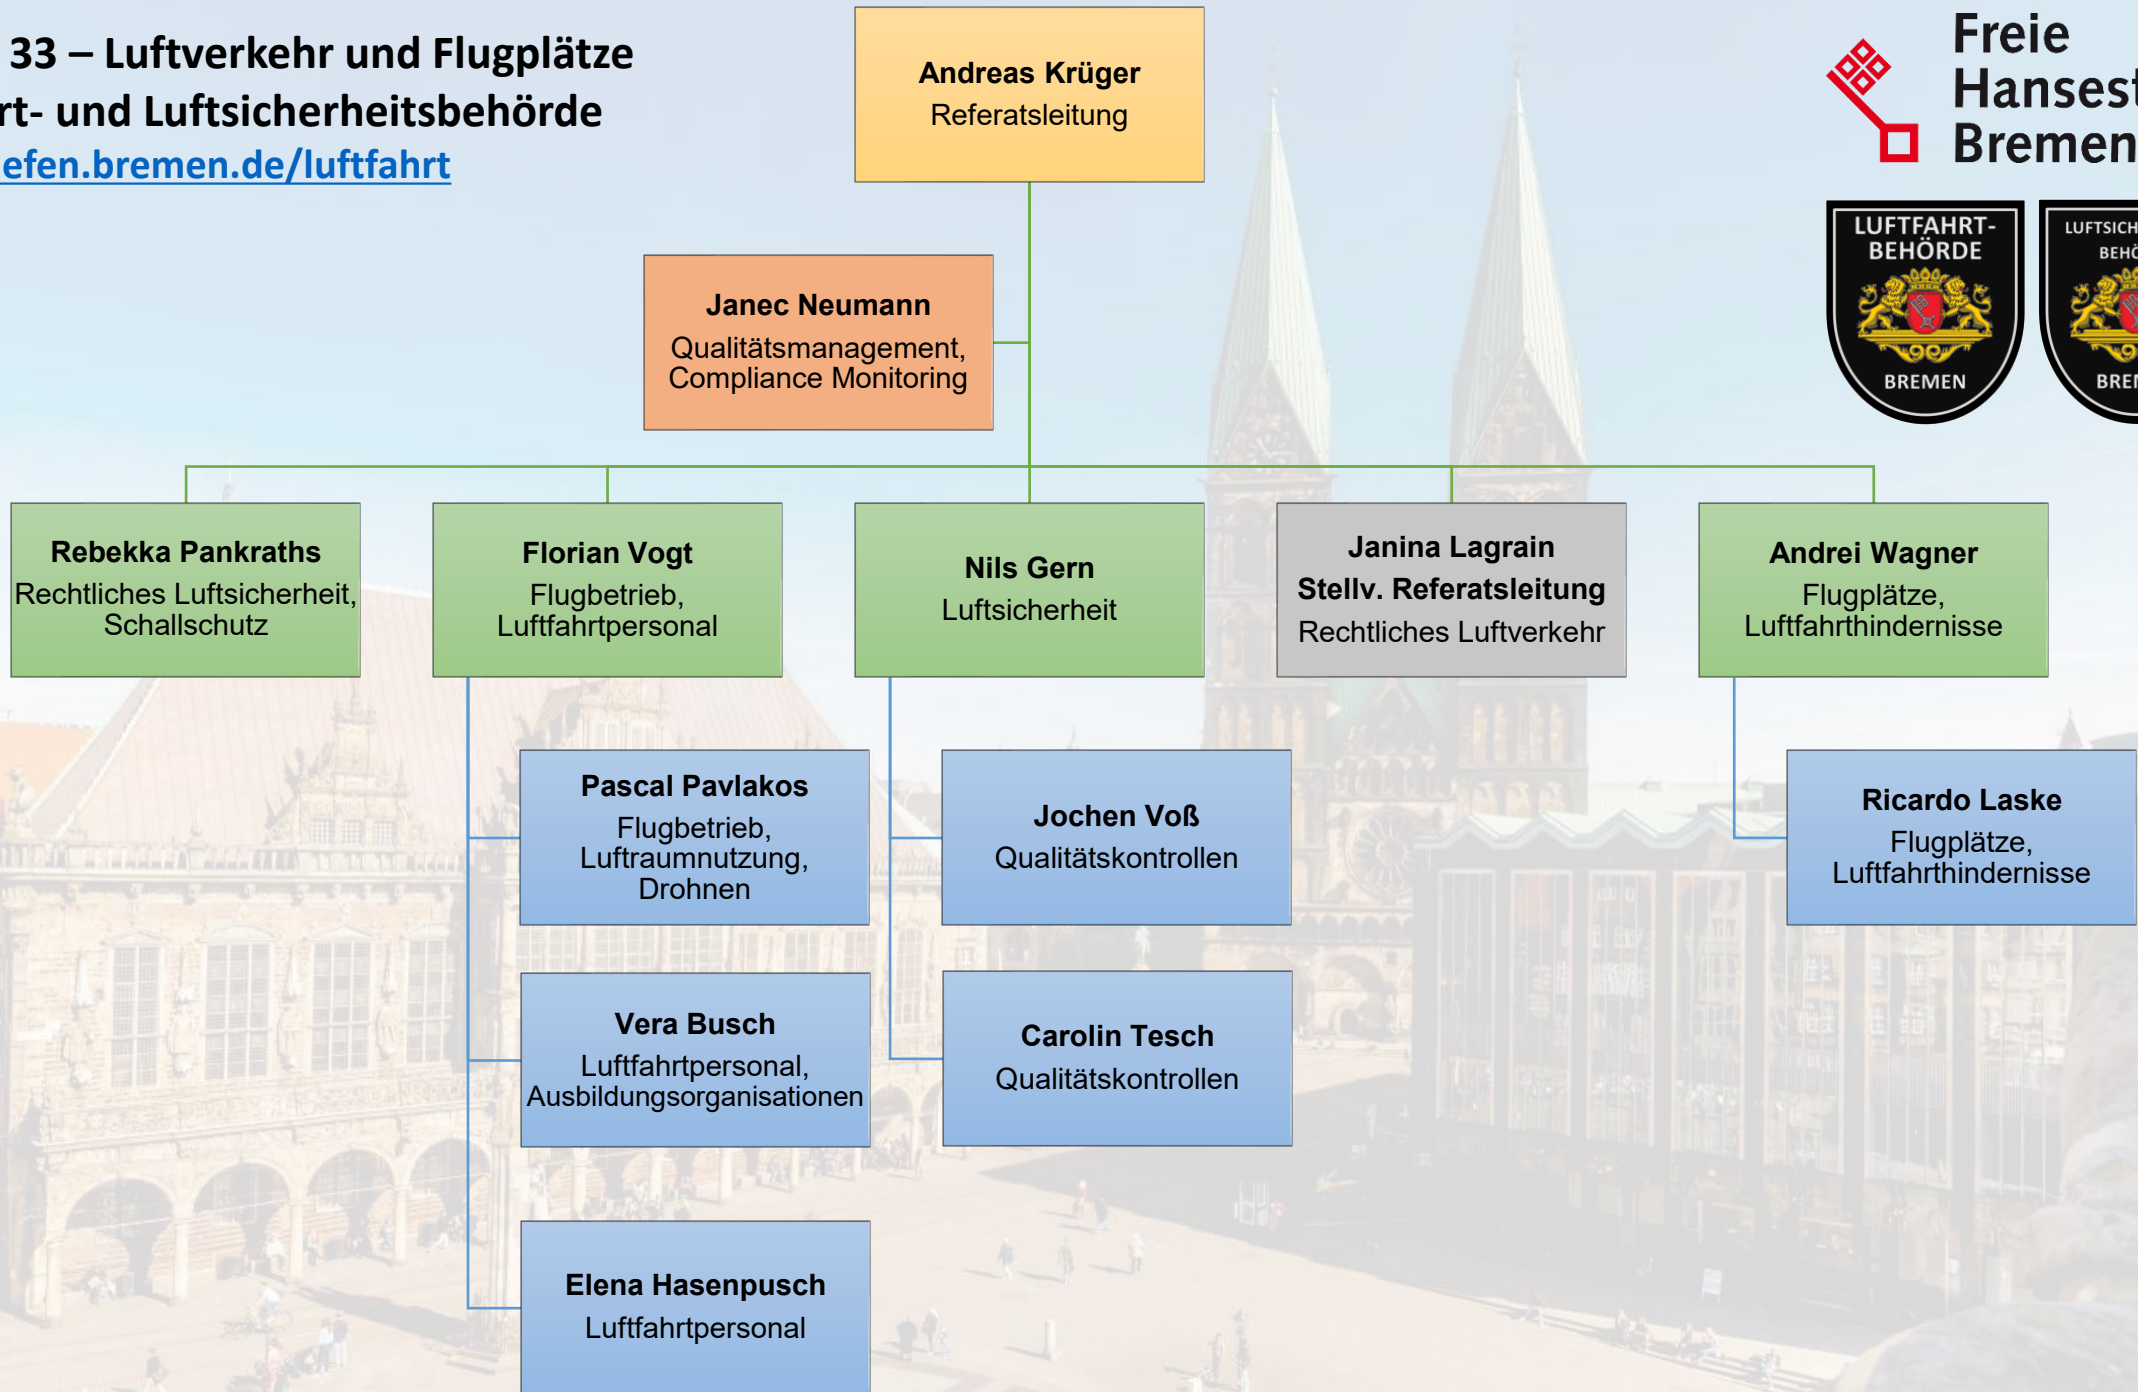 33 – Luftverkehr und Flugplätze
rt- und Luftsicherheitsbehörde
efen.bremen.de/luftfahrt
Andreas Krüger
Referatsleitung
Freie
Hansest
Bremen
LUFTFAHRT-
BEHÖRDE
BREMEN
LUFTSICH
BEHÖ
BREM
Janec Neumann
Qualitätsmanagement,
Compliance Monitoring
Rebekka Pankraths
Rechtliches Luftsicherheit,
Schallschutz
Florian Vogt
Flugbetrieb,
Luftfahrtpersonal
Nils Gern
Luftsicherheit
Janina Lagrain
Stellv. Referatsleitung
Rechtliches Luftverkehr
Andrei Wagner
Flugplätze,
Luftfahrthindernisse
Pascal Pavlakos
Flugbetrieb,
Luftraumnutzung,
Drohnen
Jochen Voß
Qualitätskontrollen
Ricardo Laske
Flugplätze,
Luftfahrthindernisse
Vera Busch
Luftfahrtpersonal,
Ausbildungsorganisationen
Carolin Tesch
Qualitätskontrollen
Elena Hasenpusch
Luftfahrtpersonal